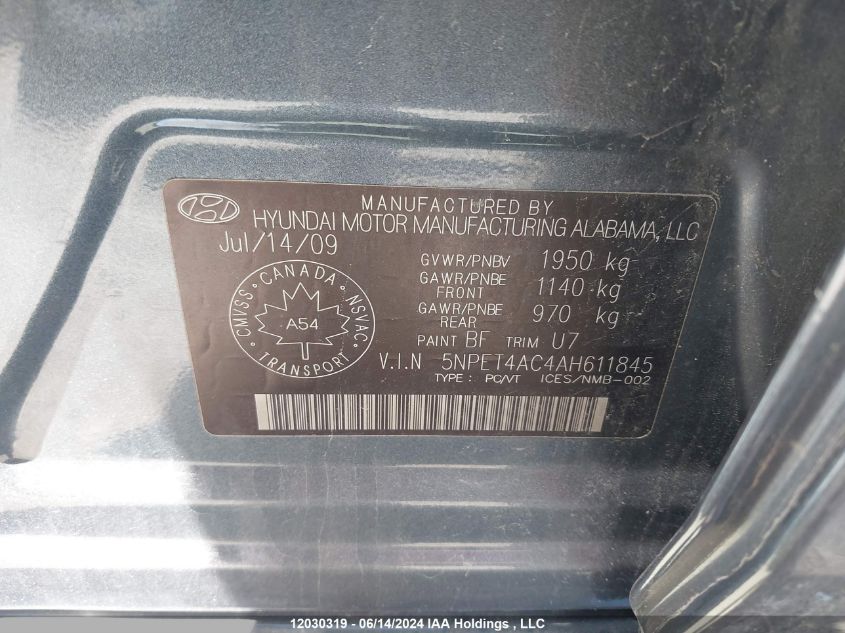 MANUFACTURED BY
HYUNDAI MOTOR MANUFACTURING ALABAMA, LLC
Jul/14/09
GVWR/PNBV 1950 kg
GAWR/PNBE FRONT 1140 kg
GAWR/PNBE REAR 970 kg
PAINT BF TRIM U7
V.I.N 5NPET4AC4AH611845
TYPE : PC/VT ICES/NMB-002
CANADA
CMVSS NSVAC
A54
TRANSPORT
12030319 - 06/14/2024 IAA Holdings , LLC